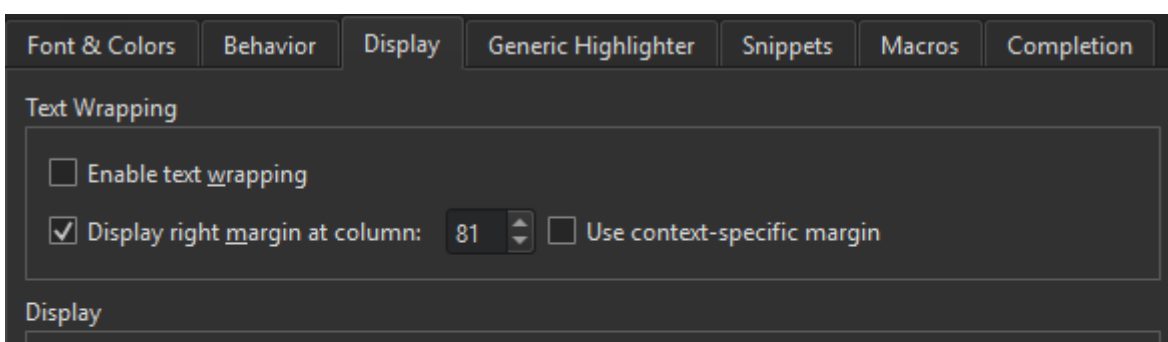 Font & Colors Behavior Display Generic Highlighter Snippets Macros Completion
Text Wrapping
Enable text wrapping
Display right margin at column: 81 Use context-specific margin
Display